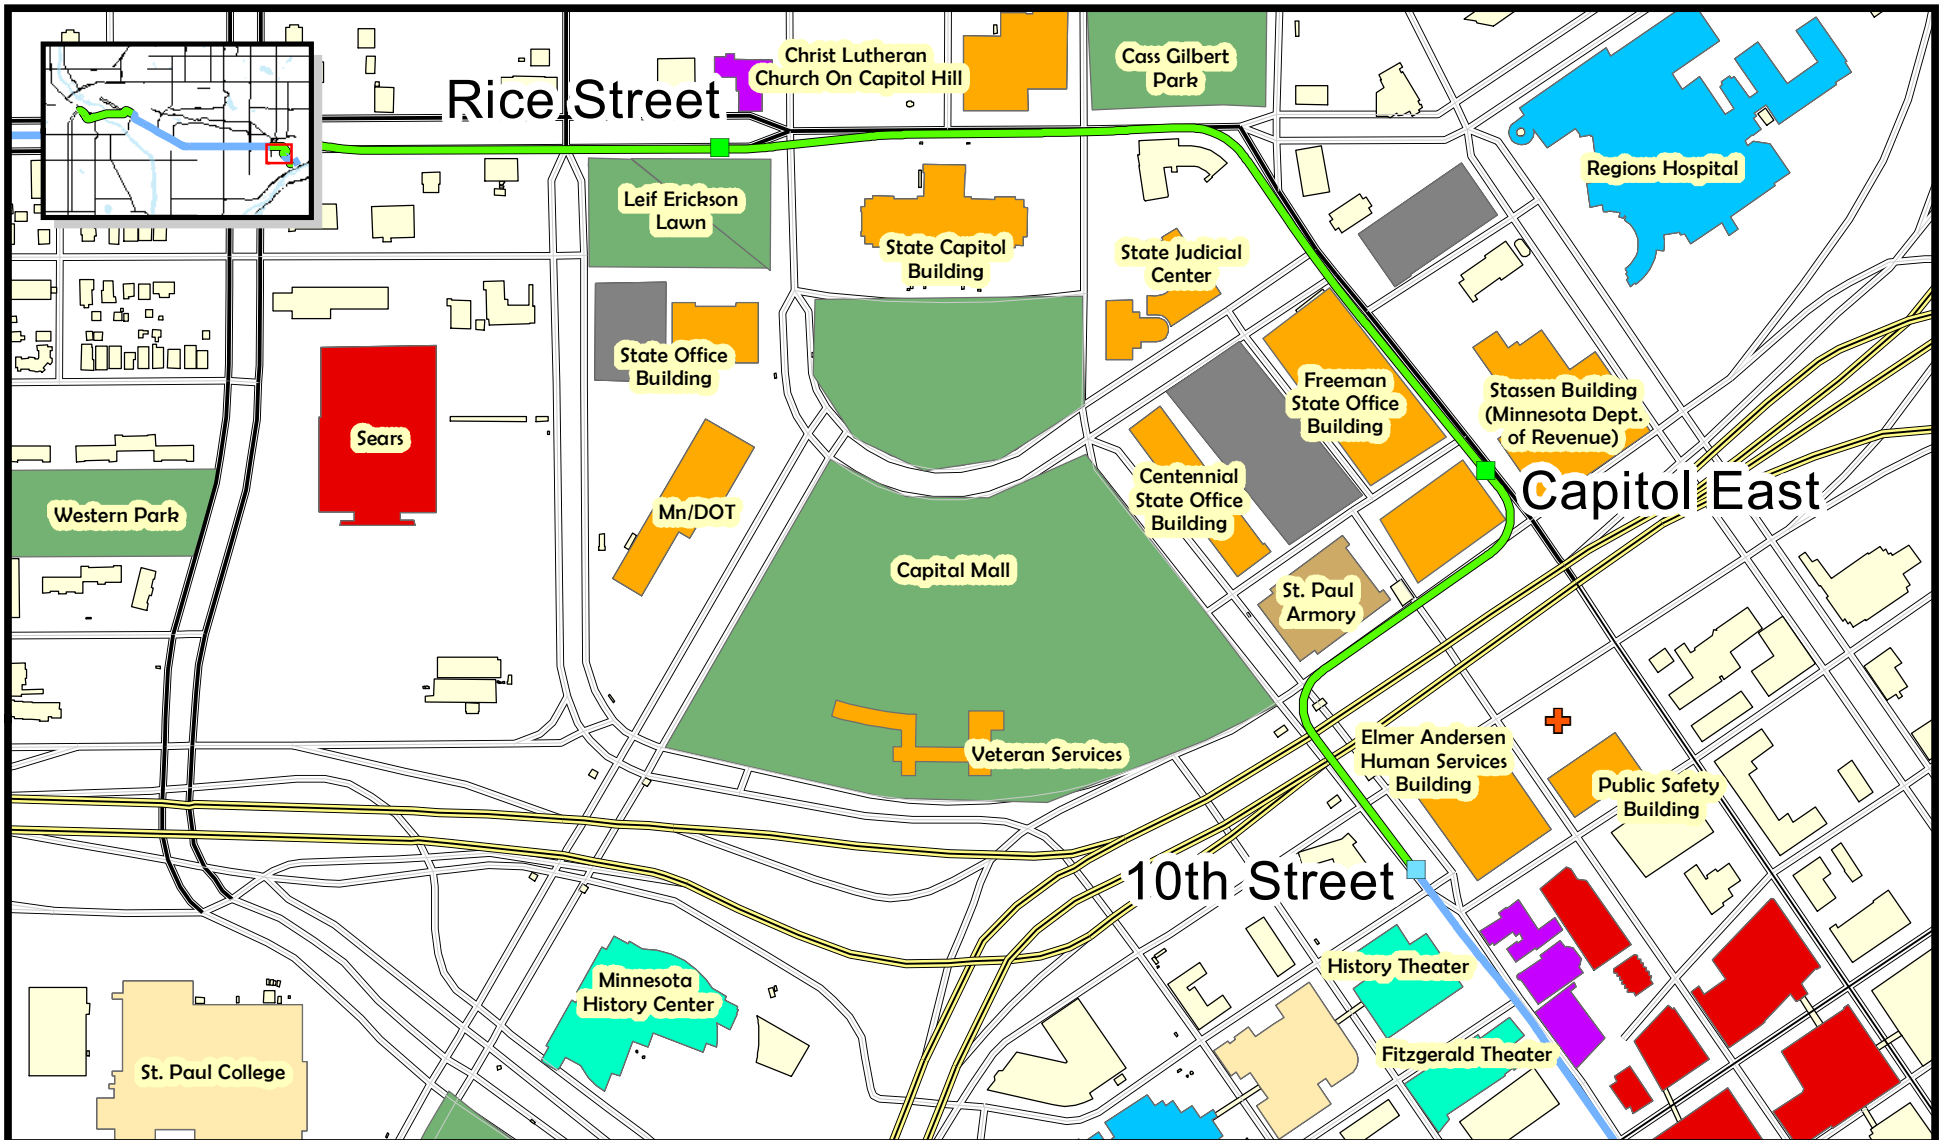 Christ Lutheran
Church On Capitol Hill
Cass Gilbert
Park
Rice Street
Regions Hospital
Leif Erickson
Lawn
State Capitol
Building
State Judicial
Center
State Office
Building
Freeman
State Office
Building
Stassen Building
(Minnesota Dept.
of Revenue)
Sears
Centennial
State Office
Building
Capitol East
Western Park
Mn/DOT
Capital Mall
St. Paul
Armory
Veteran Services
Elmer Andersen
Human Services
Building
Public Safety
Building
10th Street
History Theater
Minnesota
History Center
Fitzgerald Theater
St. Paul College